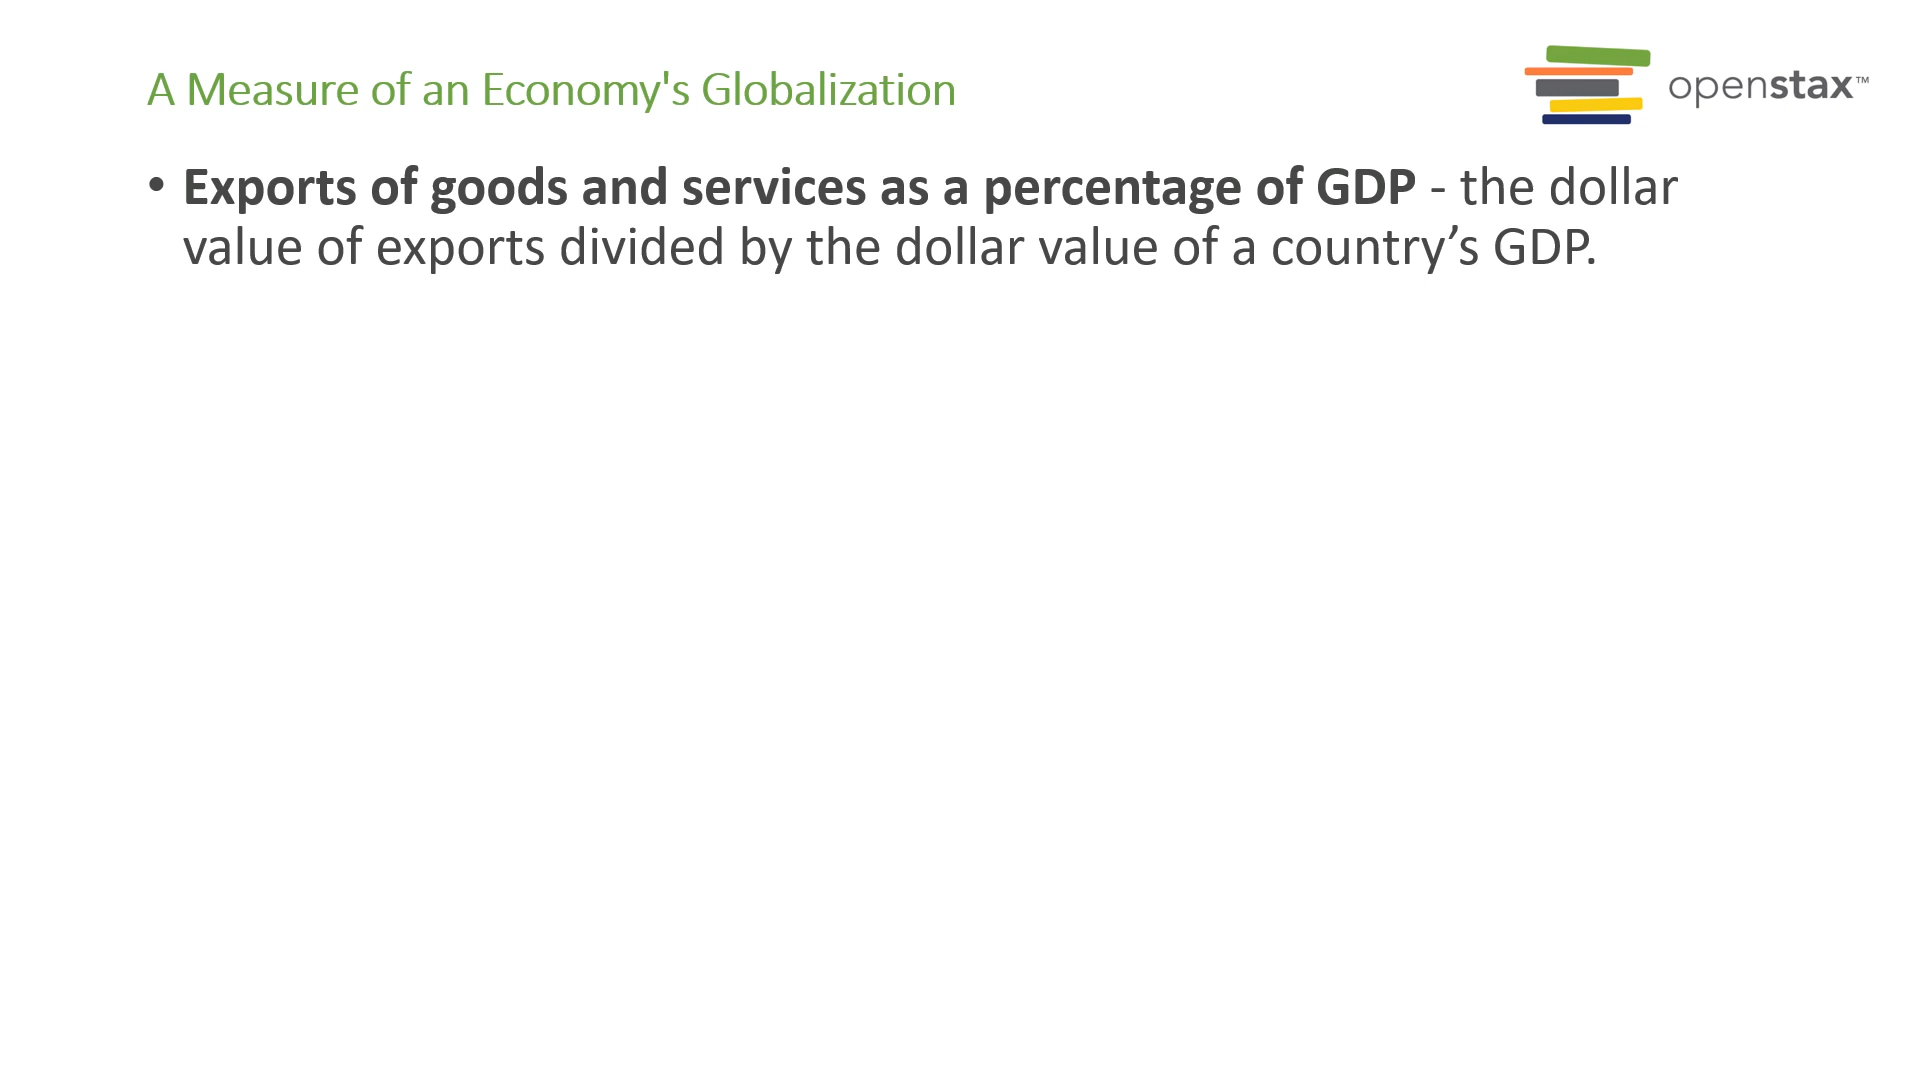 A Measure of an Economy's Globalization
openstax™
• Exports of goods and services as a percentage of GDP - the dollar
value of exports divided by the dollar value of a country’s GDP.